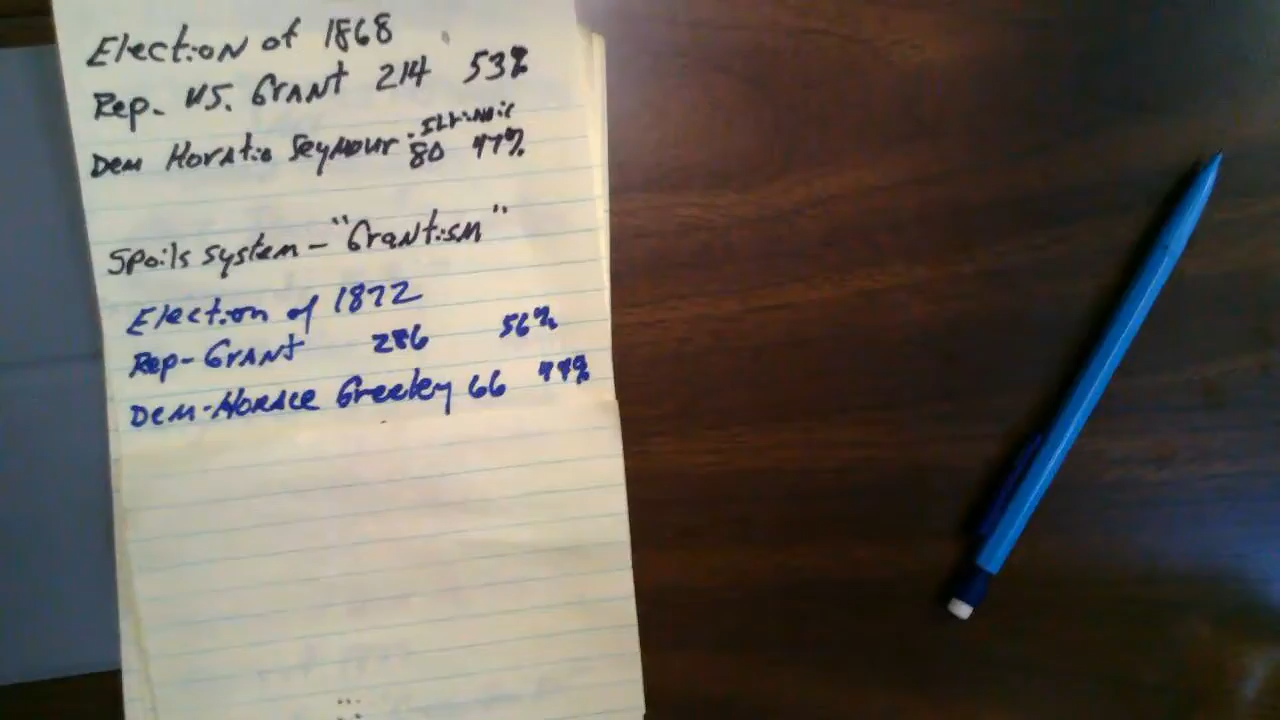 Election of 1868
Rep. U.S. Grant 214 53%
Dem Horatio Seymour - Illinois
80 47%
Spoils system - "Grantism"
Election of 1872
Rep- Grant 286 56%
Dem- Horace Greeley 66 44%